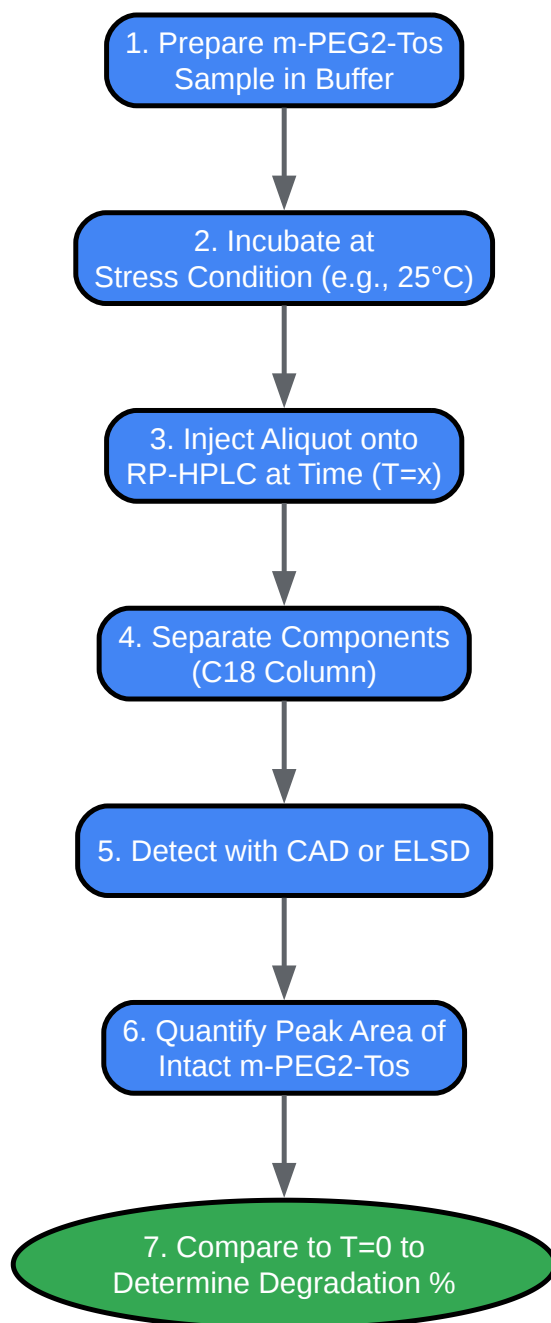 1. Prepare m-PEG2-Tos
Sample in Buffer
2. Incubate at
Stress Condition (e.g., 25°C)
3. Inject Aliquot onto
RP-HPLC at Time (T=x)
4. Separate Components
(C18 Column)
5. Detect with CAD or ELSD
6. Quantify Peak Area of
Intact m-PEG2-Tos
7. Compare to T=0 to
Determine Degradation %